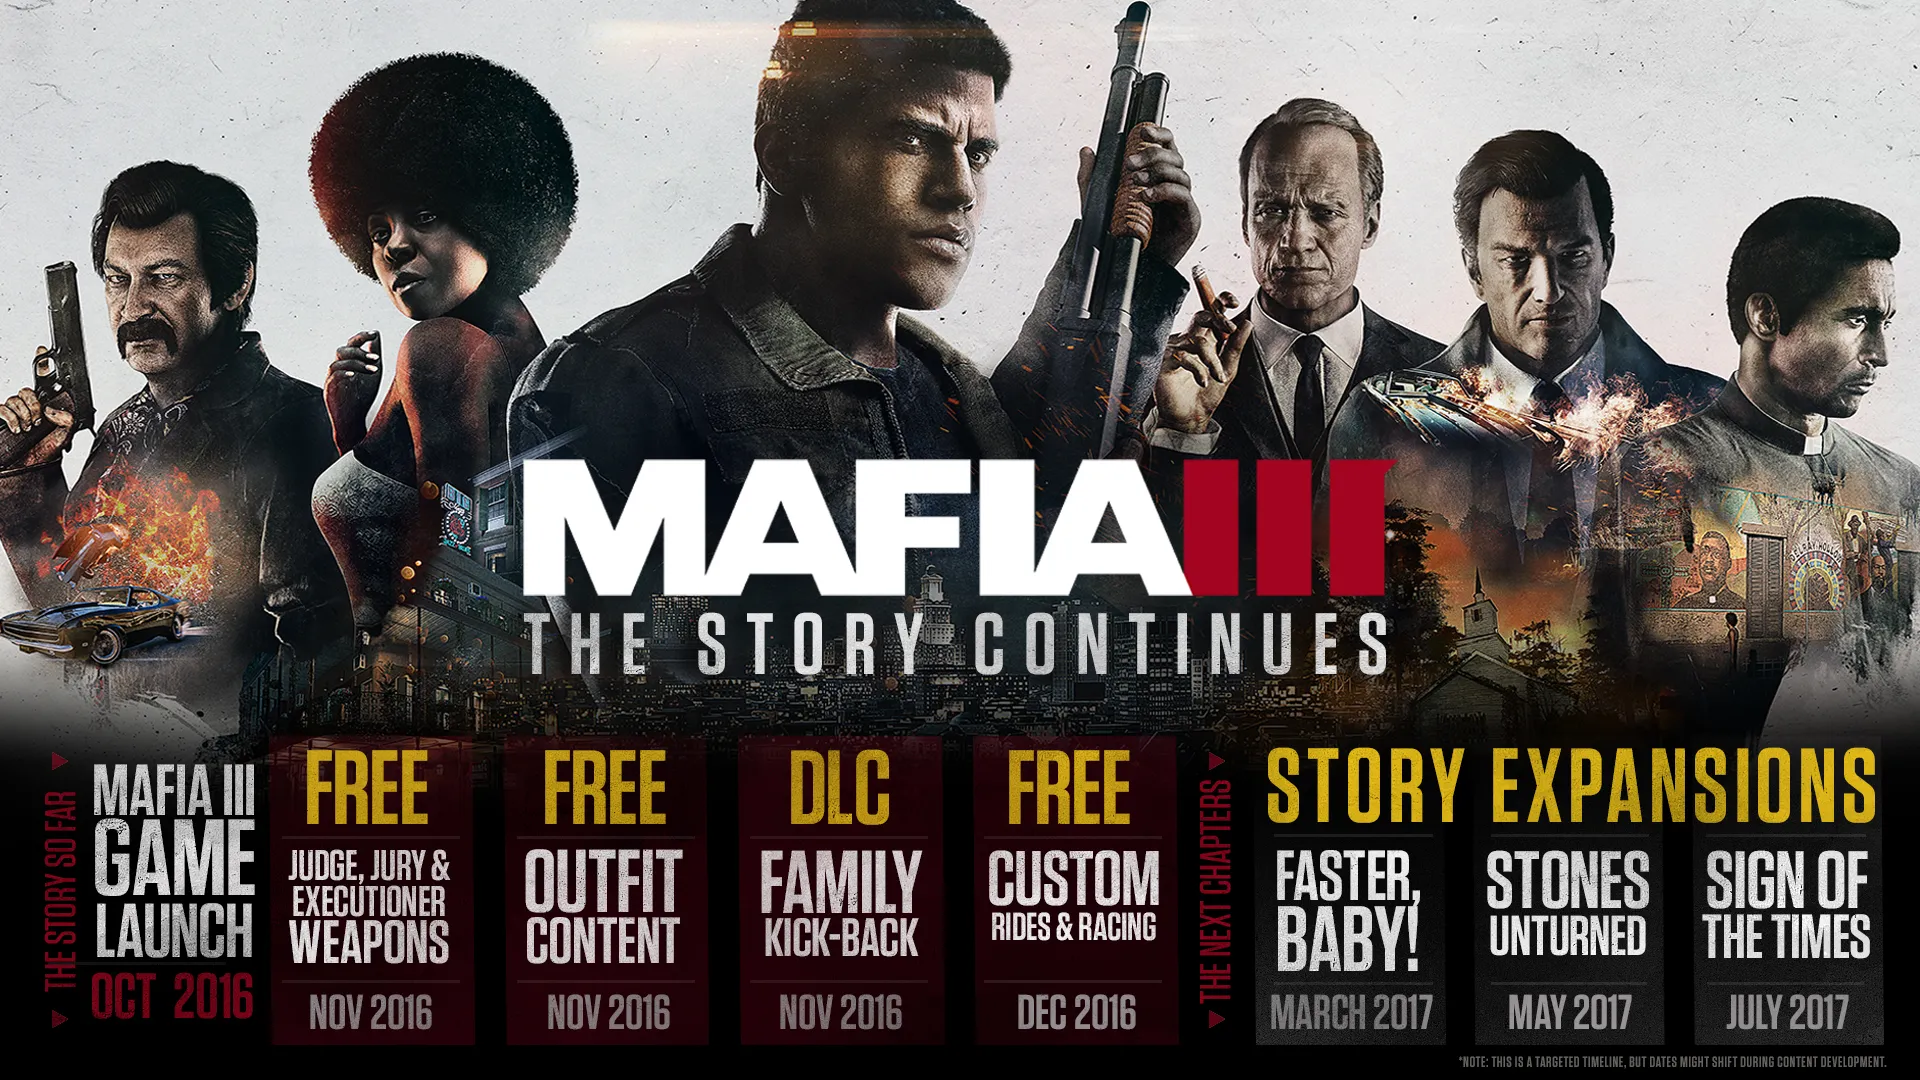 MAFIA III
THE STORY CONTINUES
THE STORY SO FAR
MAFIA III
GAME
LAUNCH
OCT 2016
FREE
JUDGE, JURY &
EXECUTIONER
WEAPONS
NOV 2016
FREE
OUTFIT
CONTENT
NOV 2016
DLC
FAMILY
KICK-BACK
NOV 2016
FREE
CUSTOM
RIDES & RACING
DEC 2016
THE NEXT CHAPTERS
STORY EXPANSIONS
FASTER,
BABY!
MARCH 2017
STONES
UNTURNED
MAY 2017
SIGN OF
THE TIMES
JULY 2017
*NOTE: THIS IS A TARGETED TIMELINE, BUT DATES MIGHT SHIFT DURING CONTENT DEVELOPMENT.